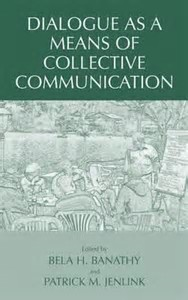 DIALOGUE AS A
MEANS OF
COLLECTIVE
COMMUNICATION
Edited by
BELA H. BANATHY
and
PATRICK M. JENLINK